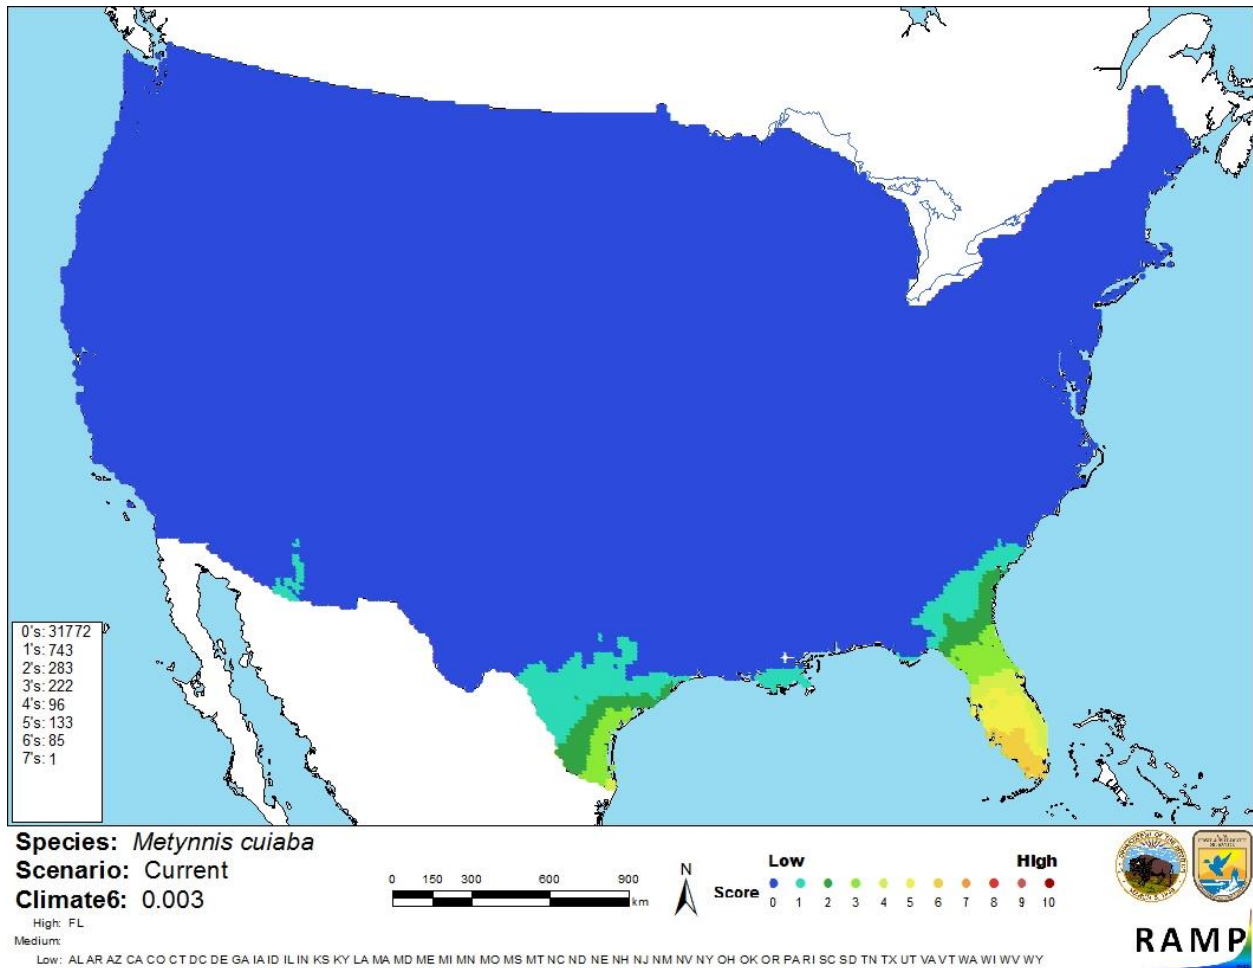 0's: 31772
1's: 743
2's: 283
3's: 222
4's: 96
5's: 133
6's: 85
7's: 1
Species: Metynnis cuiaba
Scenario: Current
Climate6: 0.003
High: FL
Medium:
Low: AL AR AZ CA CO CT DC DE GA IA ID IL IN KS KY LA MA MD ME MI MN MO MS MT NC ND NE NH NJ NM NV NY OH OK OR PA RI SC SD TN TX UT VA VT WA WI WV WY
0 150 300 600 900
km
N
Low High
Score
0 1 2 3 4 5 6 7 8 9 10
RAMP